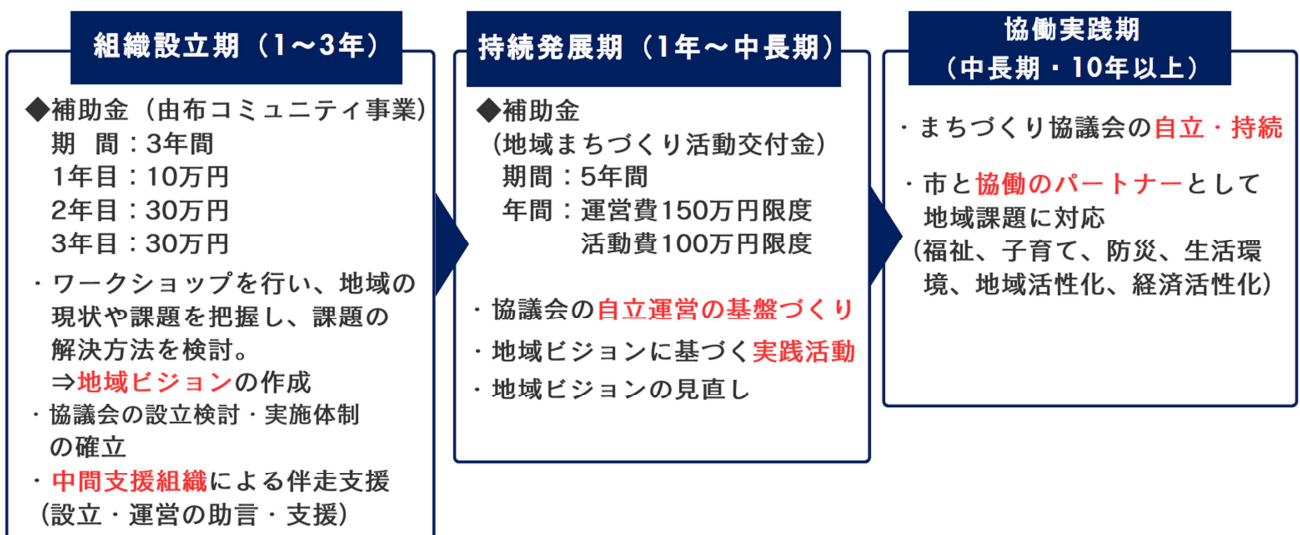 組織設立期（1～3年）
◆補助金（由布コミュニティ事業）
期 間：3年間
1年目：10万円
2年目：30万円
3年目：30万円
・ワークショップを行い、地域の
現状や課題を把握し、課題の
解決方法を検討。
⇒地域ビジョンの作成
・協議会の設立検討・実施体制
の確立
・中間支援組織による伴走支援
（設立・運営の助言・支援）
持続発展期（1年～中長期）
◆補助金
（地域まちづくり活動交付金）
期間：5年間
年間：運営費150万円限度
活動費100万円限度
・協議会の自立運営の基盤づくり
・地域ビジョンに基づく実践活動
・地域ビジョンの見直し
協働実践期
（中長期・10年以上）
・まちづくり協議会の自立・持続
・市と協働のパートナーとして
地域課題に対応
（福祉、子育て、防災、生活環
境、地域活性化、経済活性化）